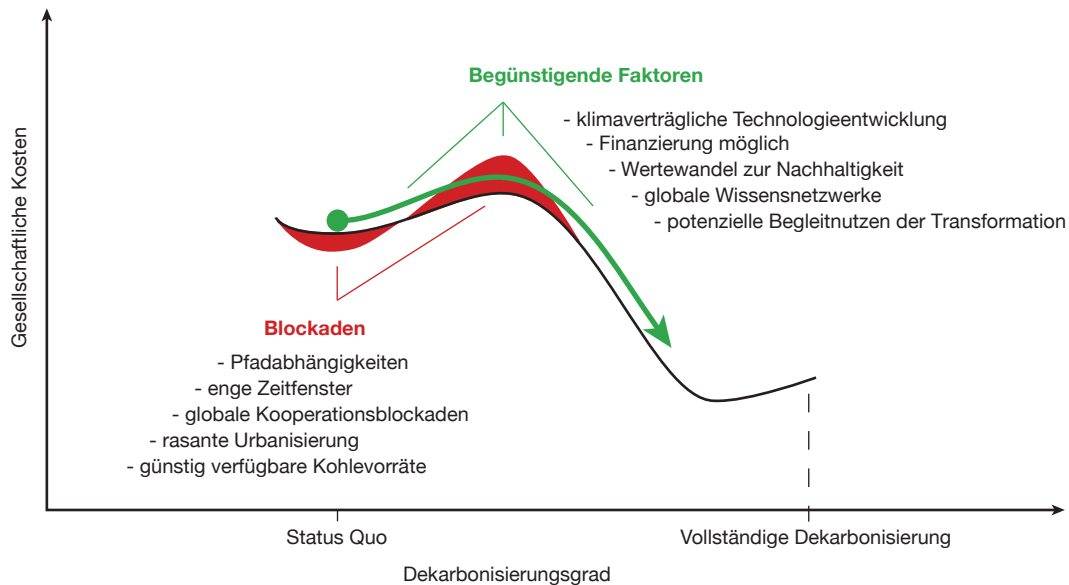 Gesellschaftliche Kosten
Begünstigende Faktoren
- klimaverträgliche Technologieentwicklung
- Finanzierung möglich
- Wertewandel zur Nachhaltigkeit
- globale Wissensnetzwerke
- potenzielle Begleitnutzen der Transformation
Blockaden
- Pfadabhängigkeiten
- enge Zeitfenster
- globale Kooperationsblockaden
- rasante Urbanisierung
- günstig verfügbare Kohlevorräte
Status Quo
Vollständige Dekarbonisierung
Dekarbonisierungsgrad